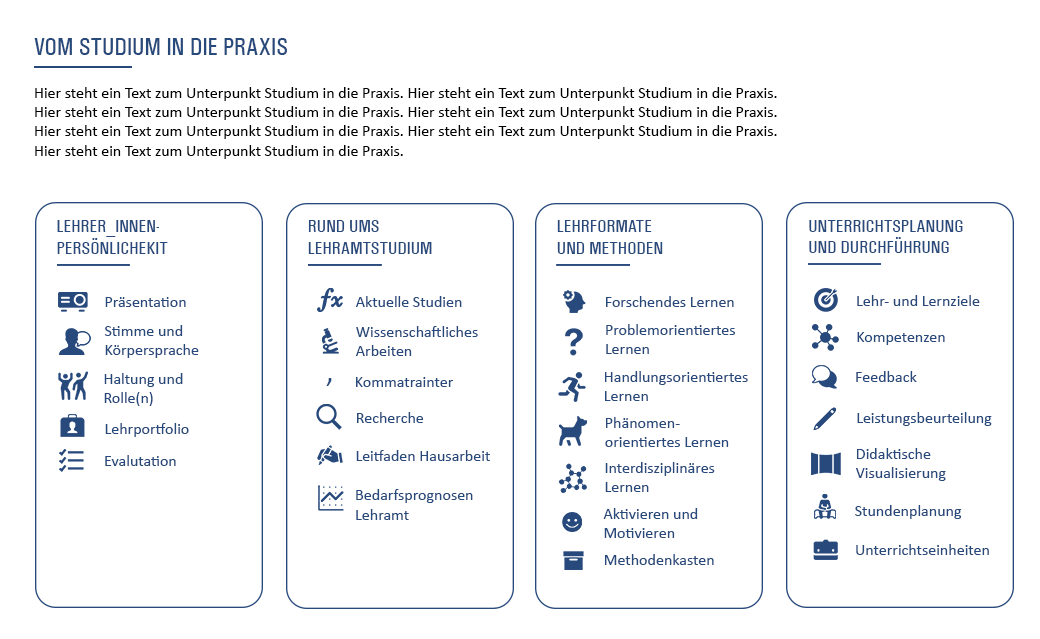 VOM STUDIUM IN DIE PRAXIS
Hier steht ein Text zum Unterpunkt Studium in die Praxis. Hier steht ein Text zum Unterpunkt Studium in die Praxis.
Hier steht ein Text zum Unterpunkt Studium in die Praxis. Hier steht ein Text zum Unterpunkt Studium in die Praxis.
Hier steht ein Text zum Unterpunkt Studium in die Praxis. Hier steht ein Text zum Unterpunkt Studium in die Praxis.
Hier steht ein Text zum Unterpunkt Studium in die Praxis.
LEHRER_INNEN-
PERSÖNLICHEKIT
Präsentation
Stimme und
Körpersprache
Haltung und
Rolle(n)
Lehrportfolio
Evalutation
RUND UMS
LEHRAMTSTUDIUM
fx Aktuelle Studien
Wissenschaftliches
Arbeiten
, Kommatrainter
Recherche
Leitfaden Hausarbeit
Bedarfsprognosen
Lehramt
LEHRFORMATE
UND METHODEN
Forschendes Lernen
? Problemorientiertes
Lernen
Handlungsorientiertes
Lernen
Phänomen-
orientiertes Lernen
Interdisziplinäres
Lernen
Aktivieren und
Motivieren
Methodenkasten
UNTERRICHTSPLANUNG
UND DURCHFÜHRUNG
Lehr- und Lernziele
Kompetenzen
Feedback
Leistungsbeurteilung
Didaktische
Visualisierung
Stundenplanung
Unterrichtseinheiten